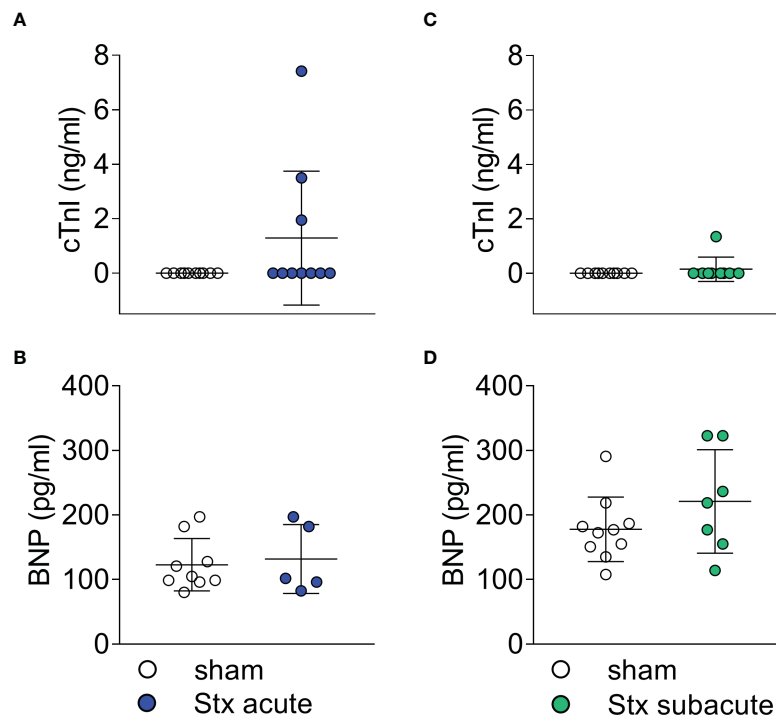 A
8
6
4
2
0
cTnI (ng/ml)
C
8
6
4
2
0
cTnI (ng/ml)
B
400
300
200
100
0
BNP (pg/ml)
sham
Stx acute
D
400
300
200
100
0
BNP (pg/ml)
sham
Stx subacute